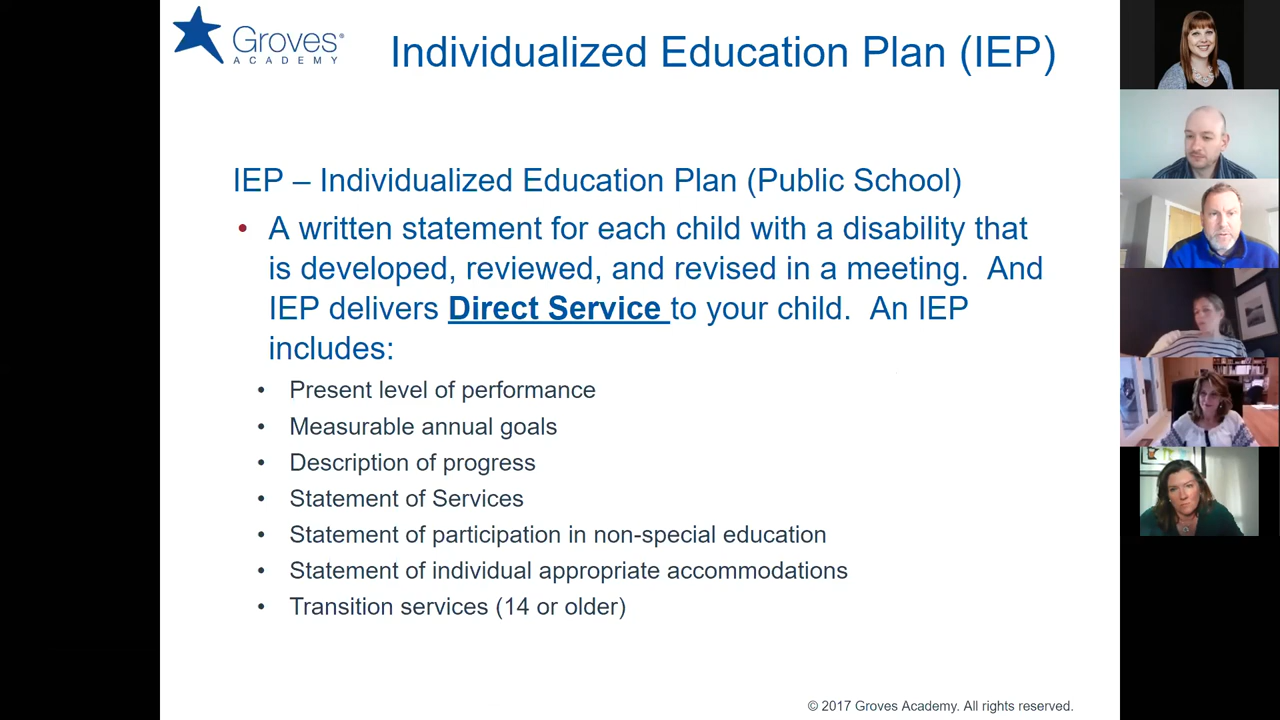 Groves®
ACADEMY
Individualized Education Plan (IEP)
IEP – Individualized Education Plan (Public School)
• A written statement for each child with a disability that
is developed, reviewed, and revised in a meeting. And
IEP delivers Direct Service to your child. An IEP
includes:
• Present level of performance
• Measurable annual goals
• Description of progress
• Statement of Services
• Statement of participation in non-special education
• Statement of individual appropriate accommodations
• Transition services (14 or older)
© 2017 Groves Academy. All rights reserved.